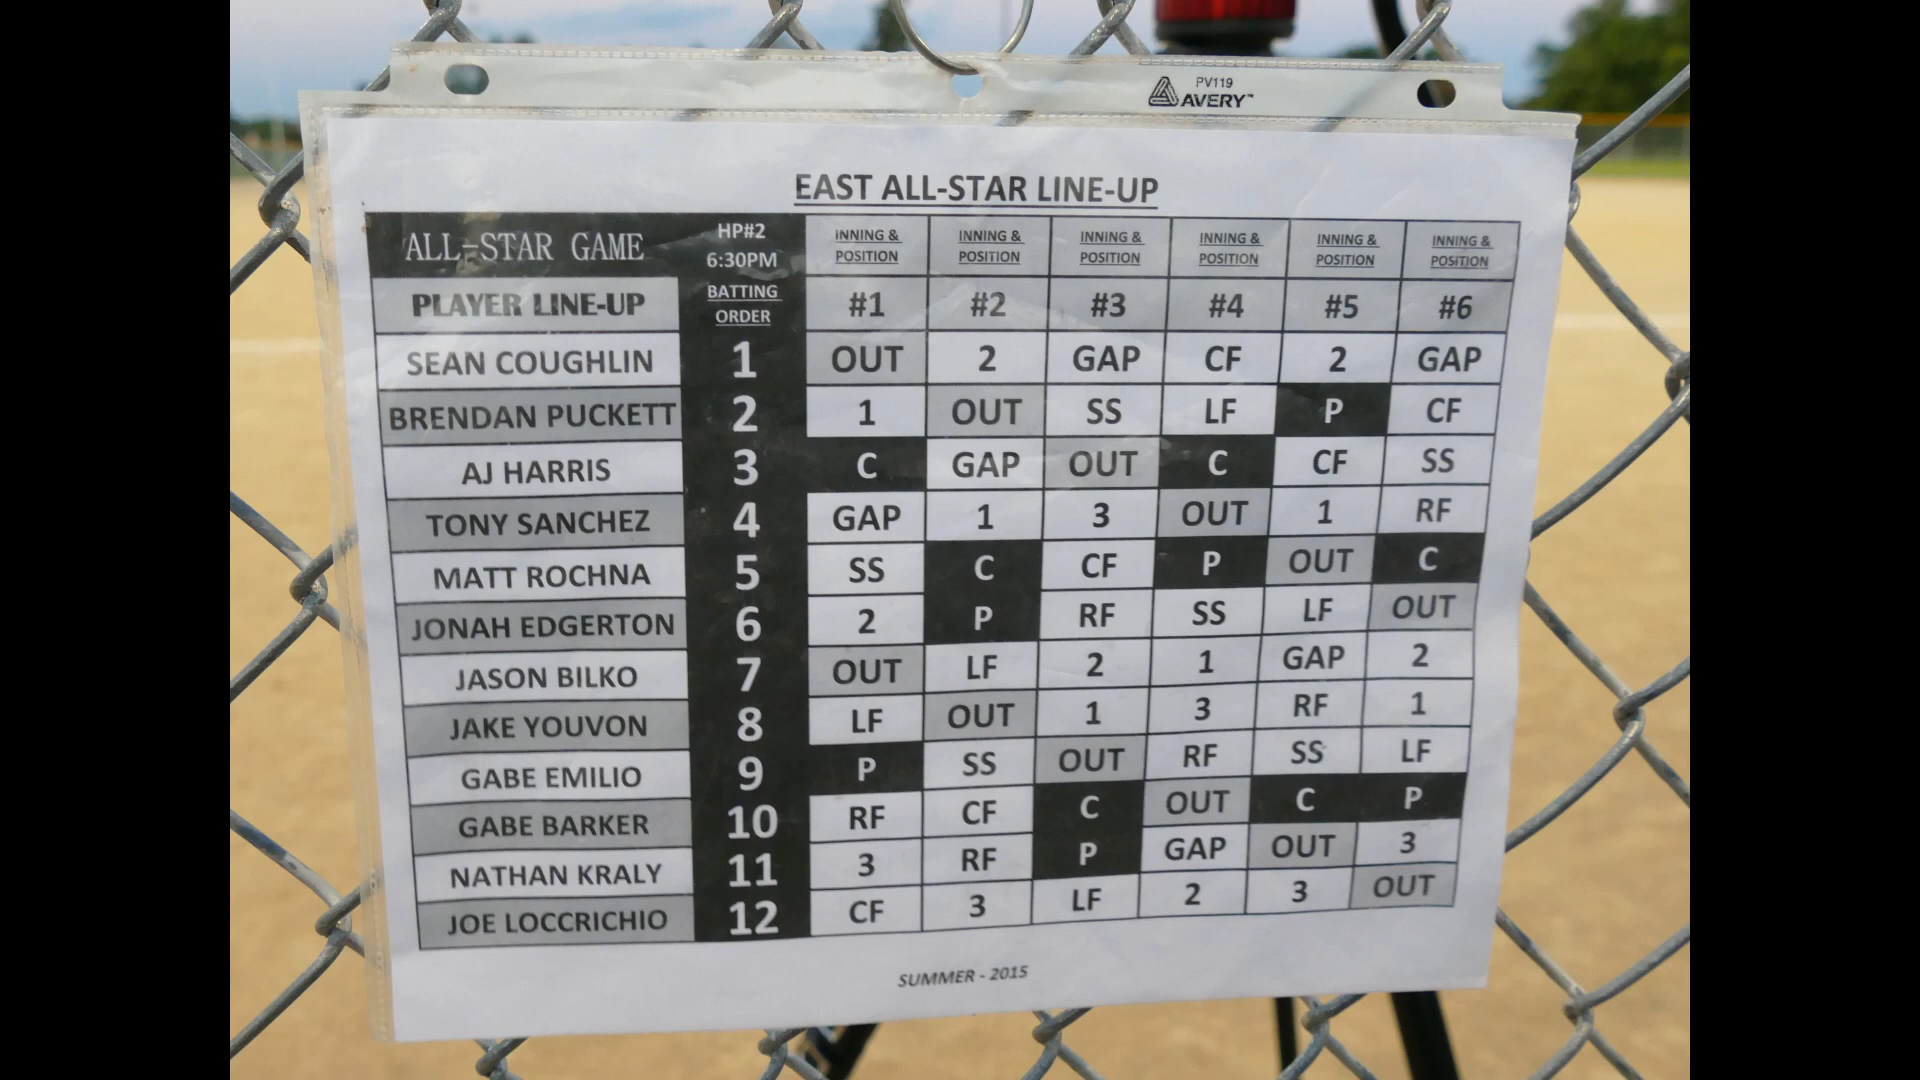 PV119
AVERY™
EAST ALL-STAR LINE-UP
ALL-STAR GAME HP#2 6:30PM INNING & POSITION INNING & POSITION INNING & POSITION INNING & POSITION INNING & POSITION INNING & POSITION
PLAYER LINE-UP BATTING ORDER #1 #2 #3 #4 #5 #6
SEAN COUGHLIN 1 OUT 2 GAP CF 2 GAP
BRENDAN PUCKETT 2 1 OUT SS LF P CF
AJ HARRIS 3 C GAP OUT C CF SS
TONY SANCHEZ 4 GAP 1 3 OUT 1 RF
MATT ROCHNA 5 SS C CF P OUT C
JONAH EDGERTON 6 2 P RF SS LF OUT
JASON BILKO 7 OUT LF 2 1 GAP 2
JAKE YOUVON 8 LF OUT 1 3 RF 1
GABE EMILIO 9 P SS OUT RF SS LF
GABE BARKER 10 RF CF C OUT C P
NATHAN KRALY 11 3 RF P GAP OUT 3
JOE LOCCRICHIO 12 CF 3 LF 2 3 OUT
SUMMER - 2015